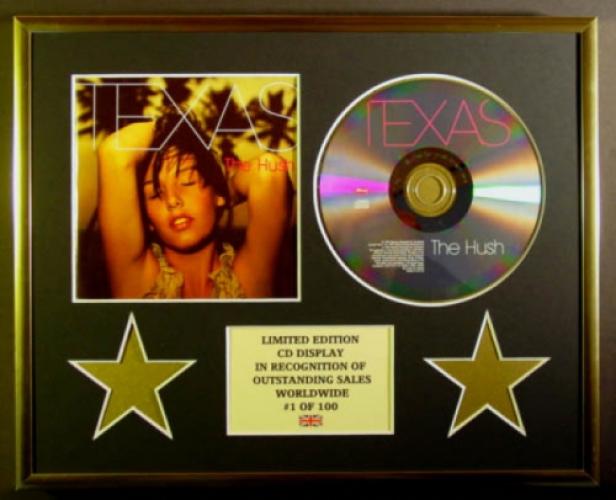 TEXAS
The Hush
TEXAS
The Hush
LIMITED EDITION
CD DISPLAY
IN RECOGNITION OF
OUTSTANDING SALES
WORLDWIDE
#1 OF 100